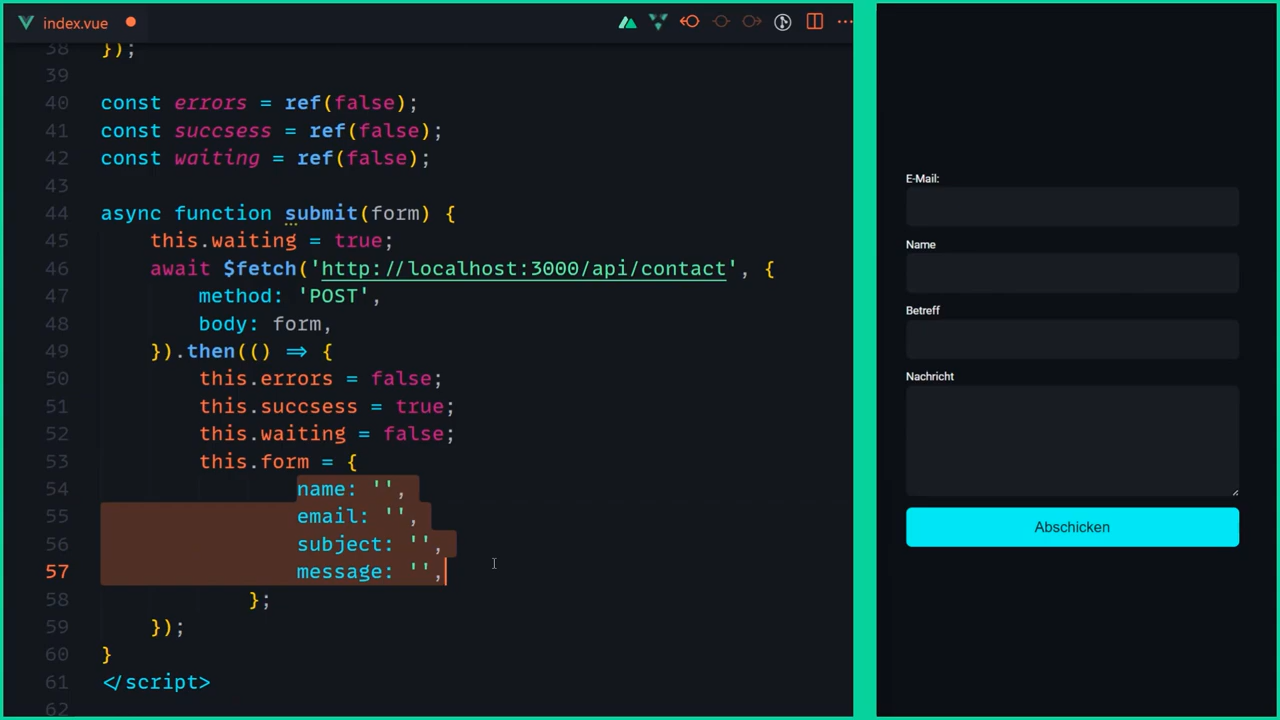 index.vue
38 });
39
40 const errors = ref(false);
41 const succsess = ref(false);
42 const waiting = ref(false);
43
44 async function submit(form) {
45 this.waiting = true;
46 await $fetch('http://localhost:3000/api/contact', {
47 method: 'POST',
48 body: form,
49 }).then(() => {
50 this.errors = false;
51 this.succsess = true;
52 this.waiting = false;
53 this.form = {
54 name: '',
55 email: '',
56 subject: '',
57 message: '',
58 };
59 });
60 }
61 </script>
62
E-Mail:
Name
Betreff
Nachricht
Abschicken